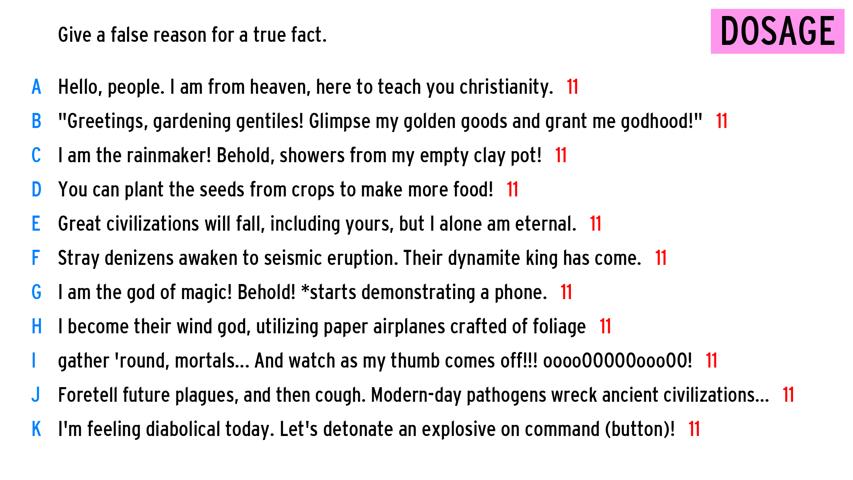 Give a false reason for a true fact.
DOSAGE
A Hello, people. I am from heaven, here to teach you christianity. 11
B "Greetings, gardening gentiles! Glimpse my golden goods and grant me godhood!" 11
C I am the rainmaker! Behold, showers from my empty clay pot! 11
D You can plant the seeds from crops to make more food! 11
E Great civilizations will fall, including yours, but I alone am eternal. 11
F Stray denizens awaken to seismic eruption. Their dynamite king has come. 11
G I am the god of magic! Behold! *starts demonstrating a phone. 11
H I become their wind god, utilizing paper airplanes crafted of foliage 11
I gather 'round, mortals... And watch as my thumb comes off!!! ooooOOOOOoooOO! 11
J Foretell future plagues, and then cough. Modern-day pathogens wreck ancient civilizations... 11
K I'm feeling diabolical today. Let's detonate an explosive on command (button)! 11